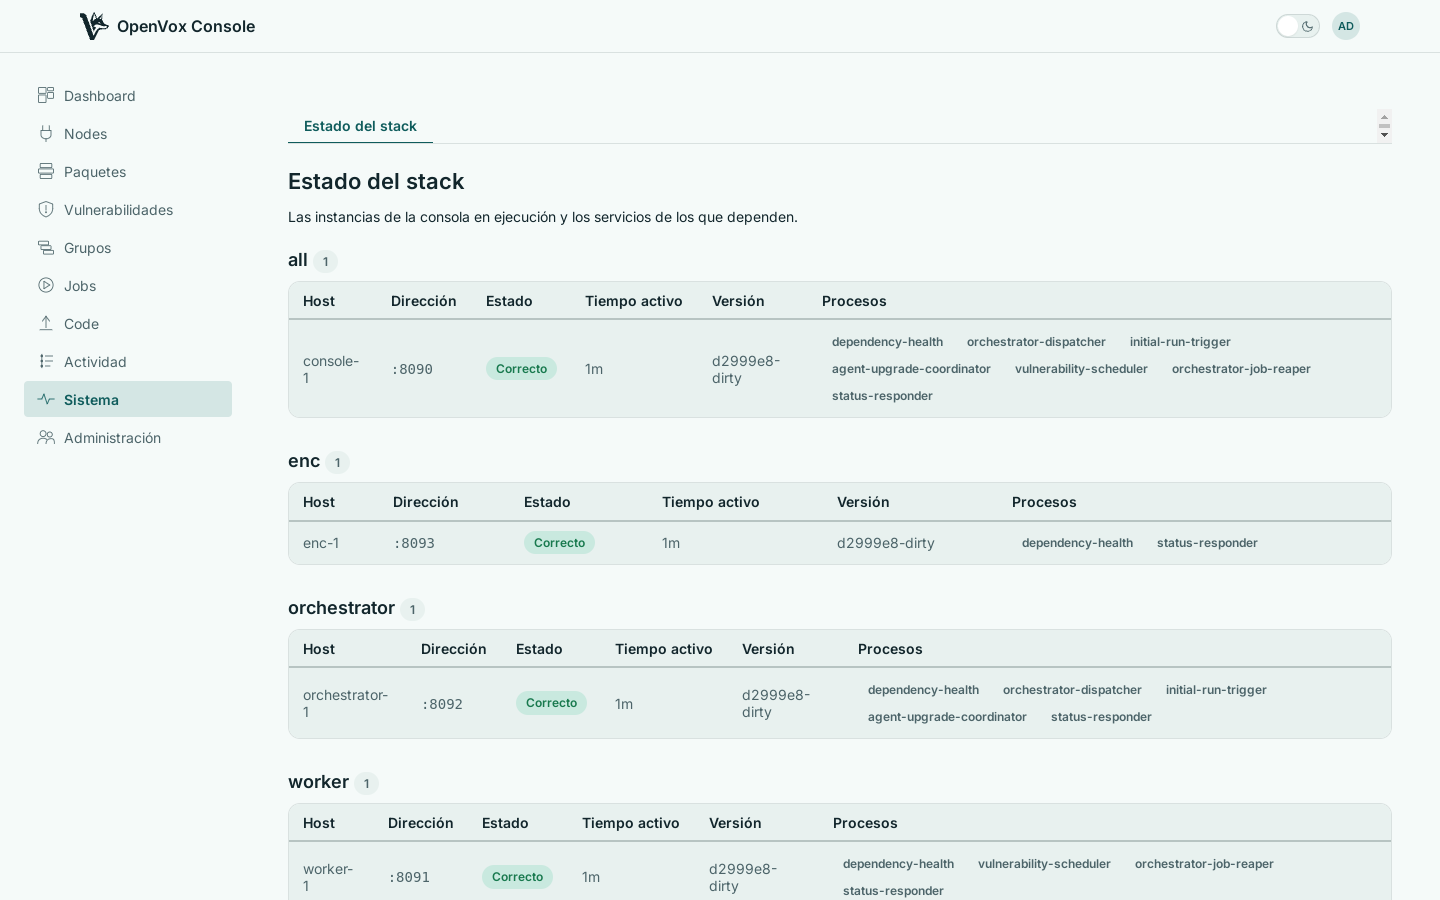 OpenVox Console
AD
Dashboard
Nodes
Paquetes
Vulnerabilidades
Grupos
Jobs
Code
Actividad
Sistema
Administración
Estado del stack
Estado del stack
Las instancias de la consola en ejecución y los servicios de los que dependen.
all 1
Host Dirección Estado Tiempo activo Versión Procesos
console-1 :8090 Correcto 1m d2999e8-dirty dependency-health orchestrator-dispatcher initial-run-trigger
agent-upgrade-coordinator vulnerability-scheduler orchestrator-job-reaper
status-responder
enc 1
Host Dirección Estado Tiempo activo Versión Procesos
enc-1 :8093 Correcto 1m d2999e8-dirty dependency-health status-responder
orchestrator 1
Host Dirección Estado Tiempo activo Versión Procesos
orchestrator-1 :8092 Correcto 1m d2999e8-dirty dependency-health orchestrator-dispatcher initial-run-trigger
agent-upgrade-coordinator status-responder
worker 1
Host Dirección Estado Tiempo activo Versión Procesos
worker-1 :8091 Correcto 1m d2999e8-dirty dependency-health vulnerability-scheduler orchestrator-job-reaper
status-responder